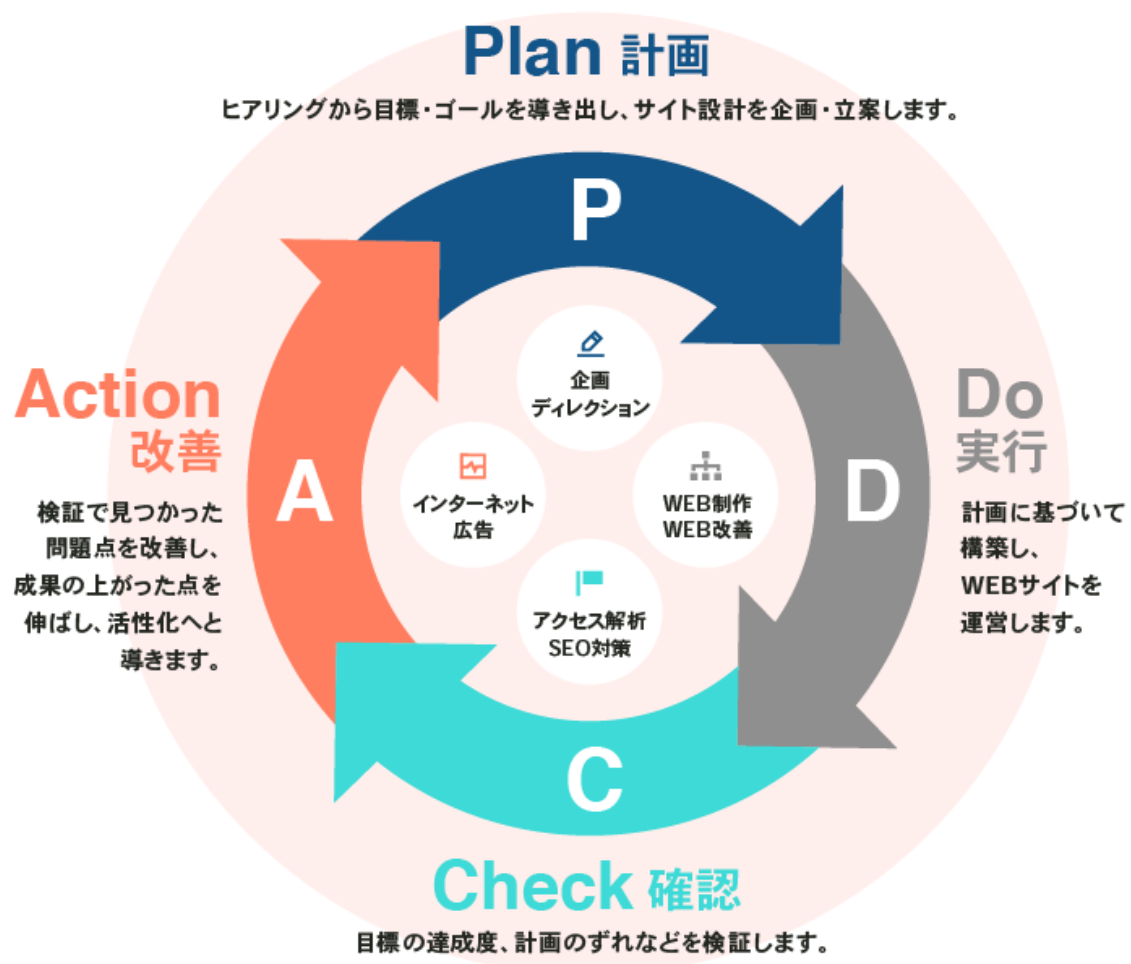 Plan 計画
ヒアリングから目標・ゴールを導き出し、サイト設計を企画・立案します。
P
企画
ディレクション
Action
改善
検証で見つかった
問題点を改善し、
成果の上がった点を
伸ばし、活性化へと
導きます。
A
インターネット
広告
WEB制作
WEB改善
D
Do
実行
計画に基づいて
構築し、
WEBサイトを
運営します。
アクセス解析
SEO対策
C
Check 確認
目標の達成度、計画のずれなどを検証します。